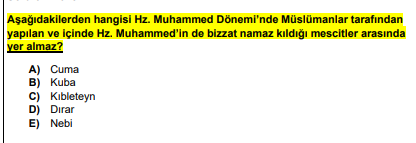 Aşağıdakilerden hangisi Hz. Muhammed Dönemi'nde Müslümanlar tarafından
yapılan ve içinde Hz. Muhammed'in de bizzat namaz kıldığı mescitler arasında
yer almaz?
A) Cuma
B) Kuba
C) Kıbleteyn
D) Dırar
E) Nebi